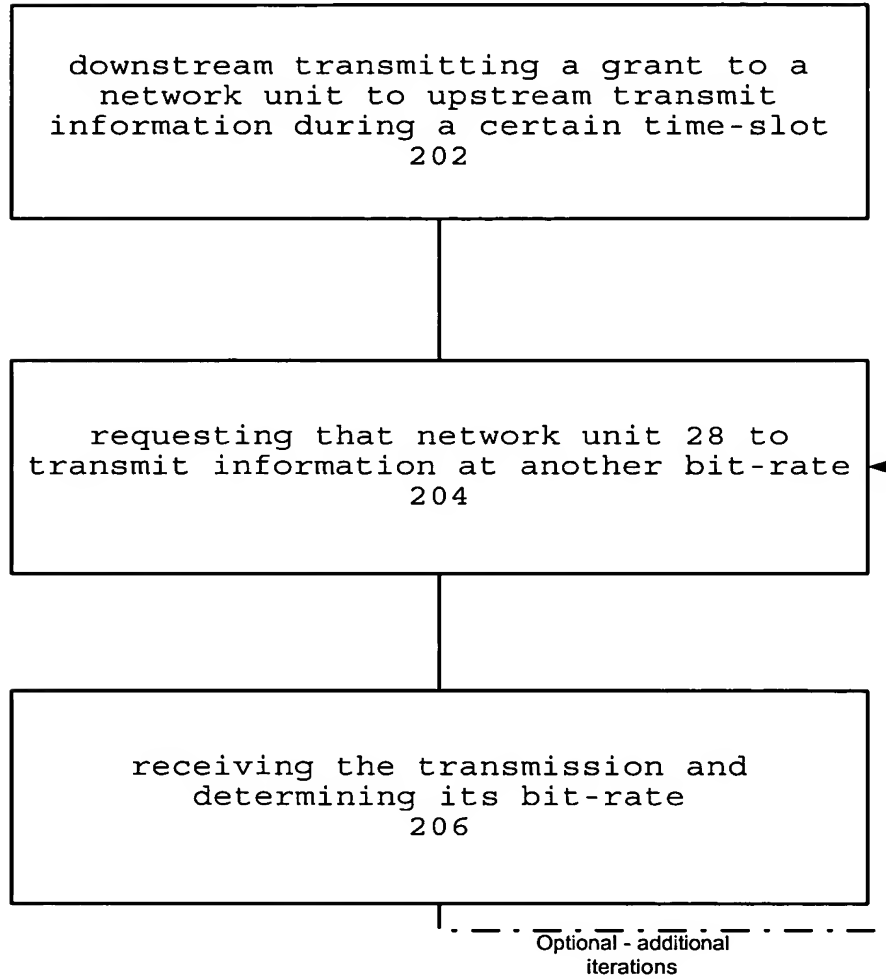 downstream transmitting a grant to a
network unit to upstream transmit
information during a certain time-slot
202
requesting that network unit 28 to
transmit information at another bit-rate
204
receiving the transmission and
determining its bit-rate
206
Optional - additional
iterations